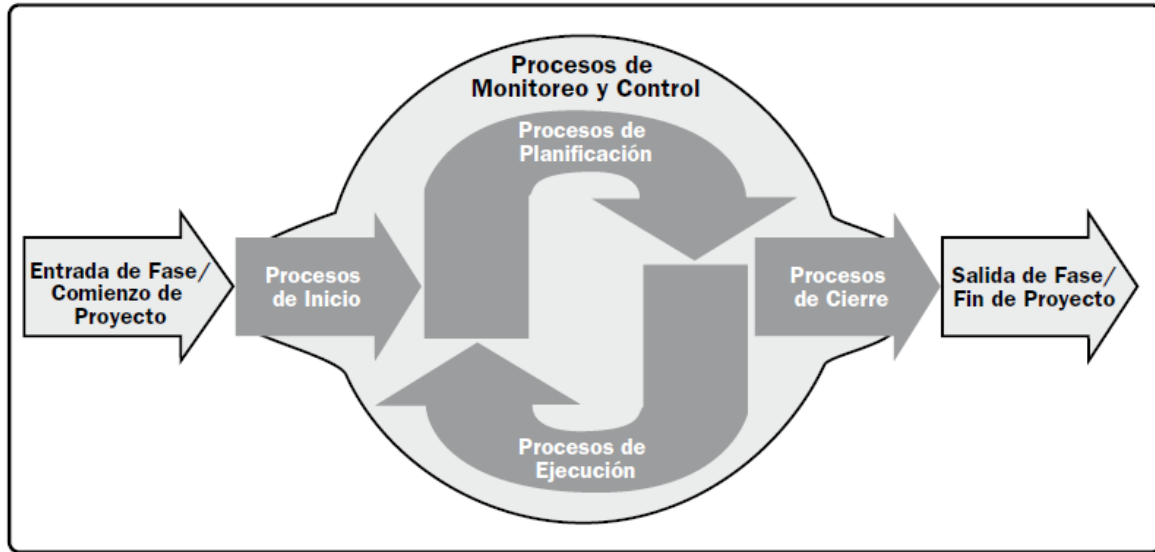 Procesos de
Monitoreo y Control
Procesos de
Planificación
Entrada de Fase/
Comienzo de
Proyecto
Procesos
de Inicio
Procesos
de Cierre
Salida de Fase/
Fin de Proyecto
Procesos de
Ejecución